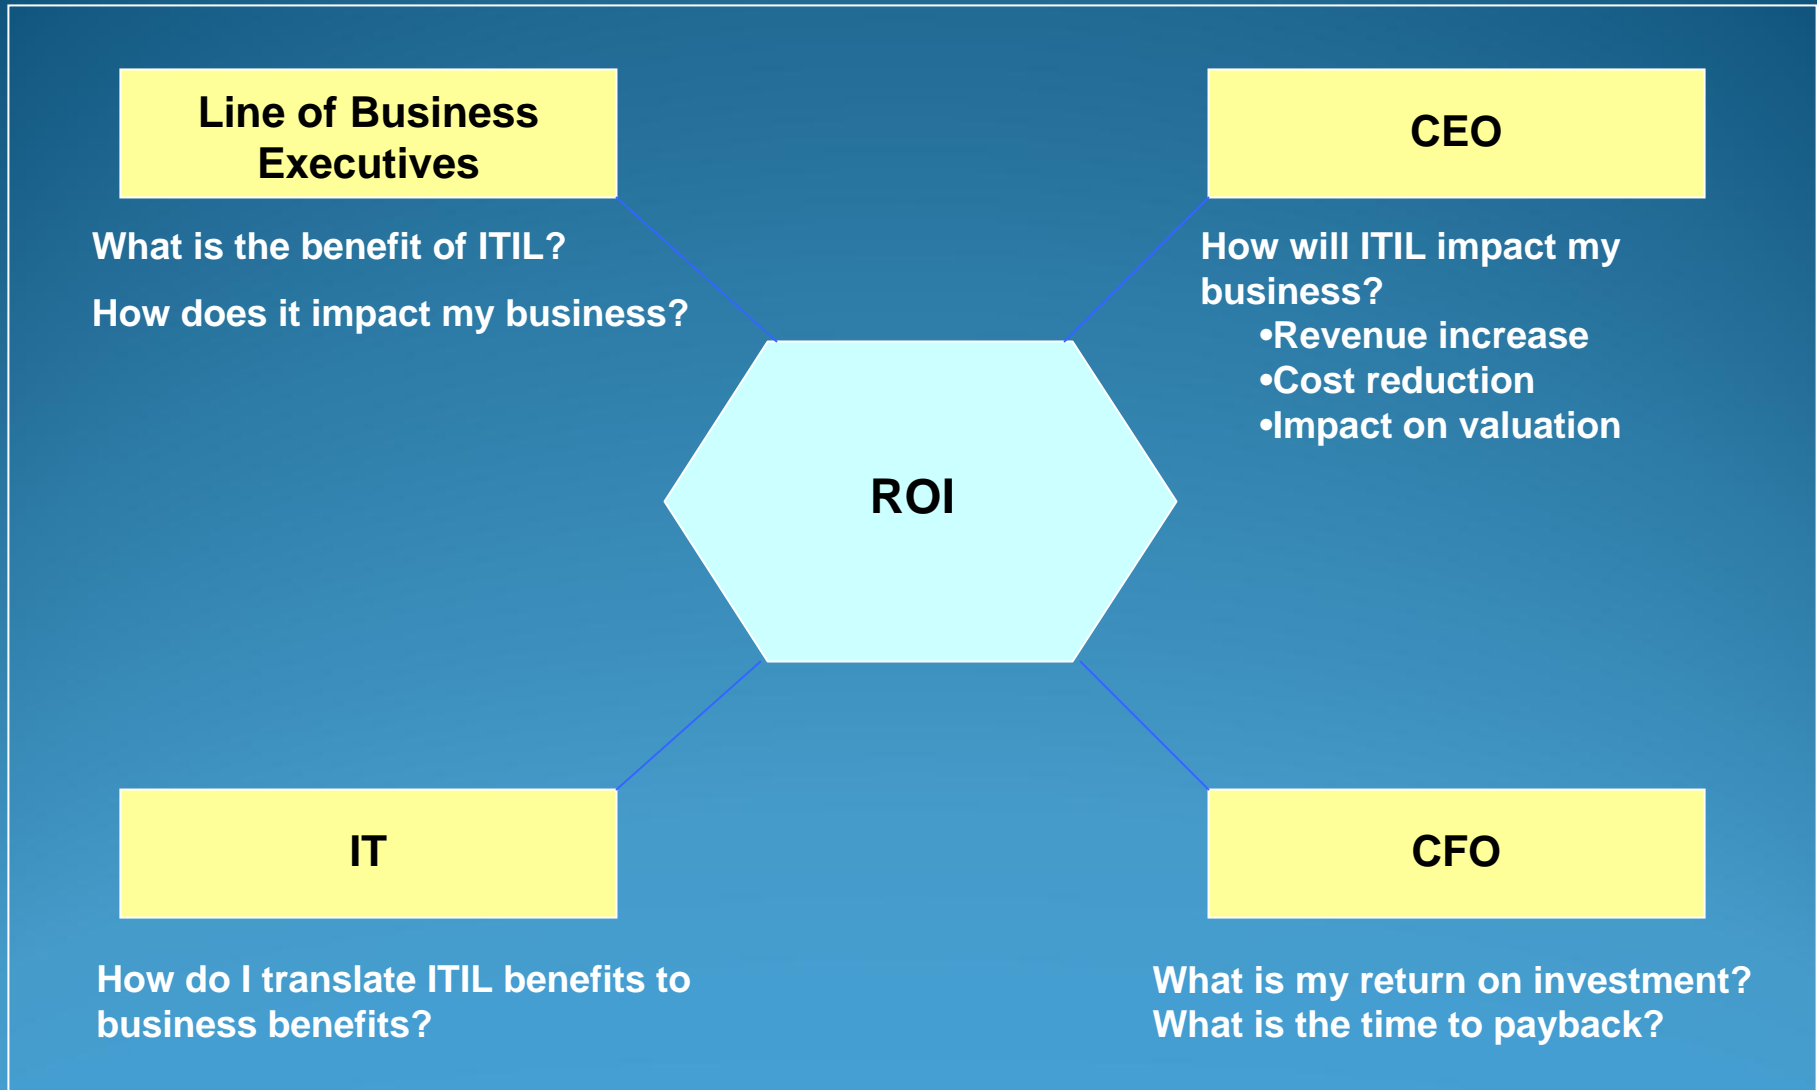 Line of Business
Executives
What is the benefit of ITIL?
How does it impact my business?
CEO
How will ITIL impact my
business?
•Revenue increase
•Cost reduction
•Impact on valuation
ROI
IT
How do I translate ITIL benefits to
business benefits?
CFO
What is my return on investment?
What is the time to payback?